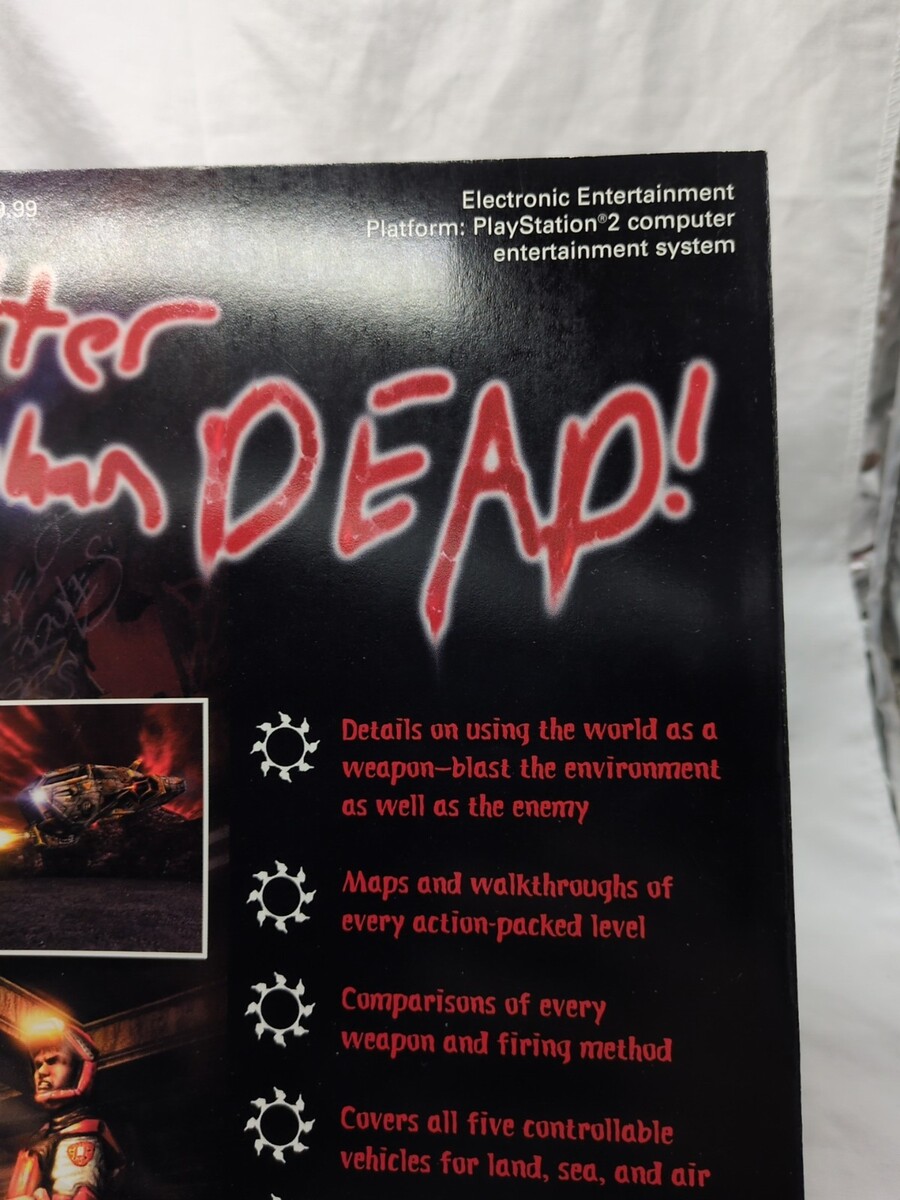 9.99
Electronic Entertainment
Platform: PlayStation®2 computer
entertainment system
DEAD!
Details on using the world as a
weapon—blast the environment
as well as the enemy
Maps and walkthroughs of
every action-packed level
Comparisons of every
weapon and firing method
Covers all five controllable
vehicles for land, sea, and air